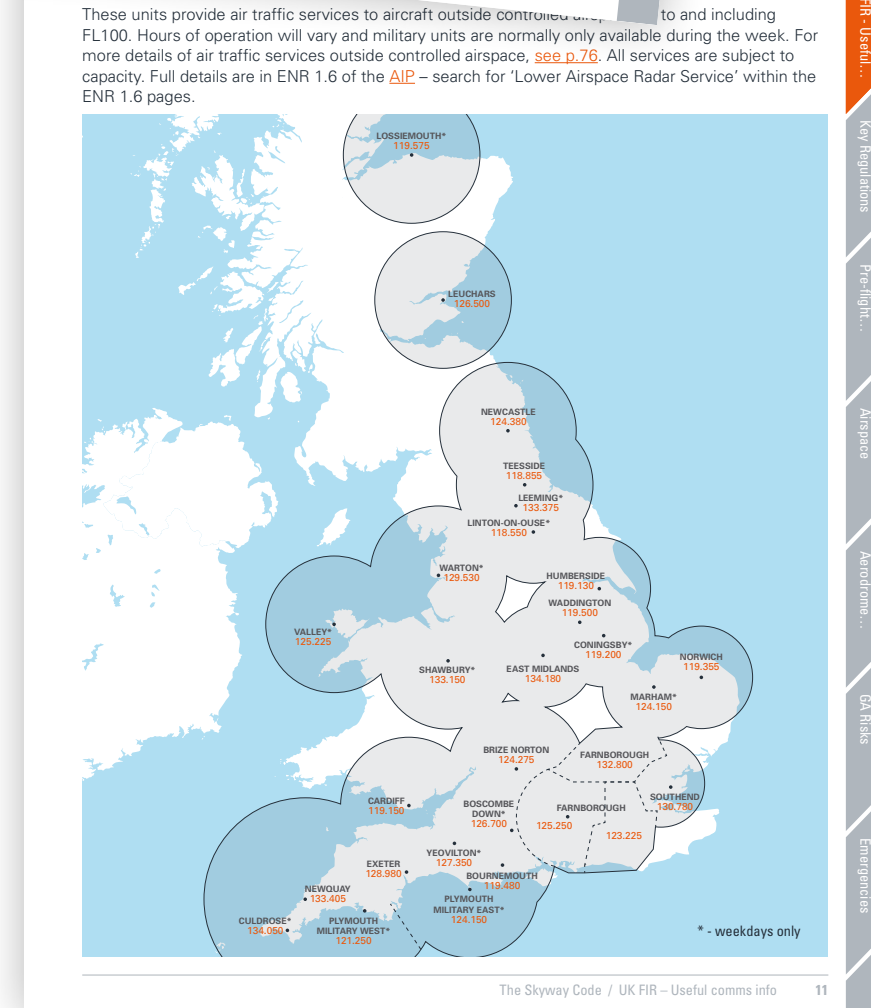 These units provide air traffic services to aircraft outside controlled to and including
FL100. Hours of operation will vary and military units are normally only available during the week. For
more details of air traffic services outside controlled airspace, see p.76. All services are subject to
capacity. Full details are in ENR 1.6 of the AIP – search for ‘Lower Airspace Radar Service’ within the
ENR 1.6 pages.
LOSSIEMOUTH*
119.575
LEUCHARS
126.500
NEWCASTLE
124.380
TEESSIDE
118.855
LEEMING*
133.375
LINTON-ON-OUSE*
118.550
WARTON*
129.530
HUMBERSIDE
119.130
WADDINGTON
119.500
CONINGSBY*
119.200
VALLEY*
125.225
SHAWBURY*
133.150
EAST MIDLANDS
134.180
NORWICH
119.355
MARHAM*
124.150
BRIZE NORTON
124.275
FARNBOROUGH
132.800
CARDIFF
119.150
BOSCOMBE
DOWN*
126.700
FARNBOROUGH
125.250
123.225
SOUTHEND
130.780
YEOVILTON*
127.350
EXETER
128.980
BOURNEMOUTH
119.480
NEWQUAY
133.405
CULDROSE*
134.050
PLYMOUTH
MILITARY WEST*
121.250
PLYMOUTH
MILITARY EAST*
124.150
* - weekdays only
The Skyway Code / UK FIR – Useful comms info 11
FIR - Useful...
Key Regulations
Pre-flight...
Airspace
Aerodrome...
GA Risks
Emergencies